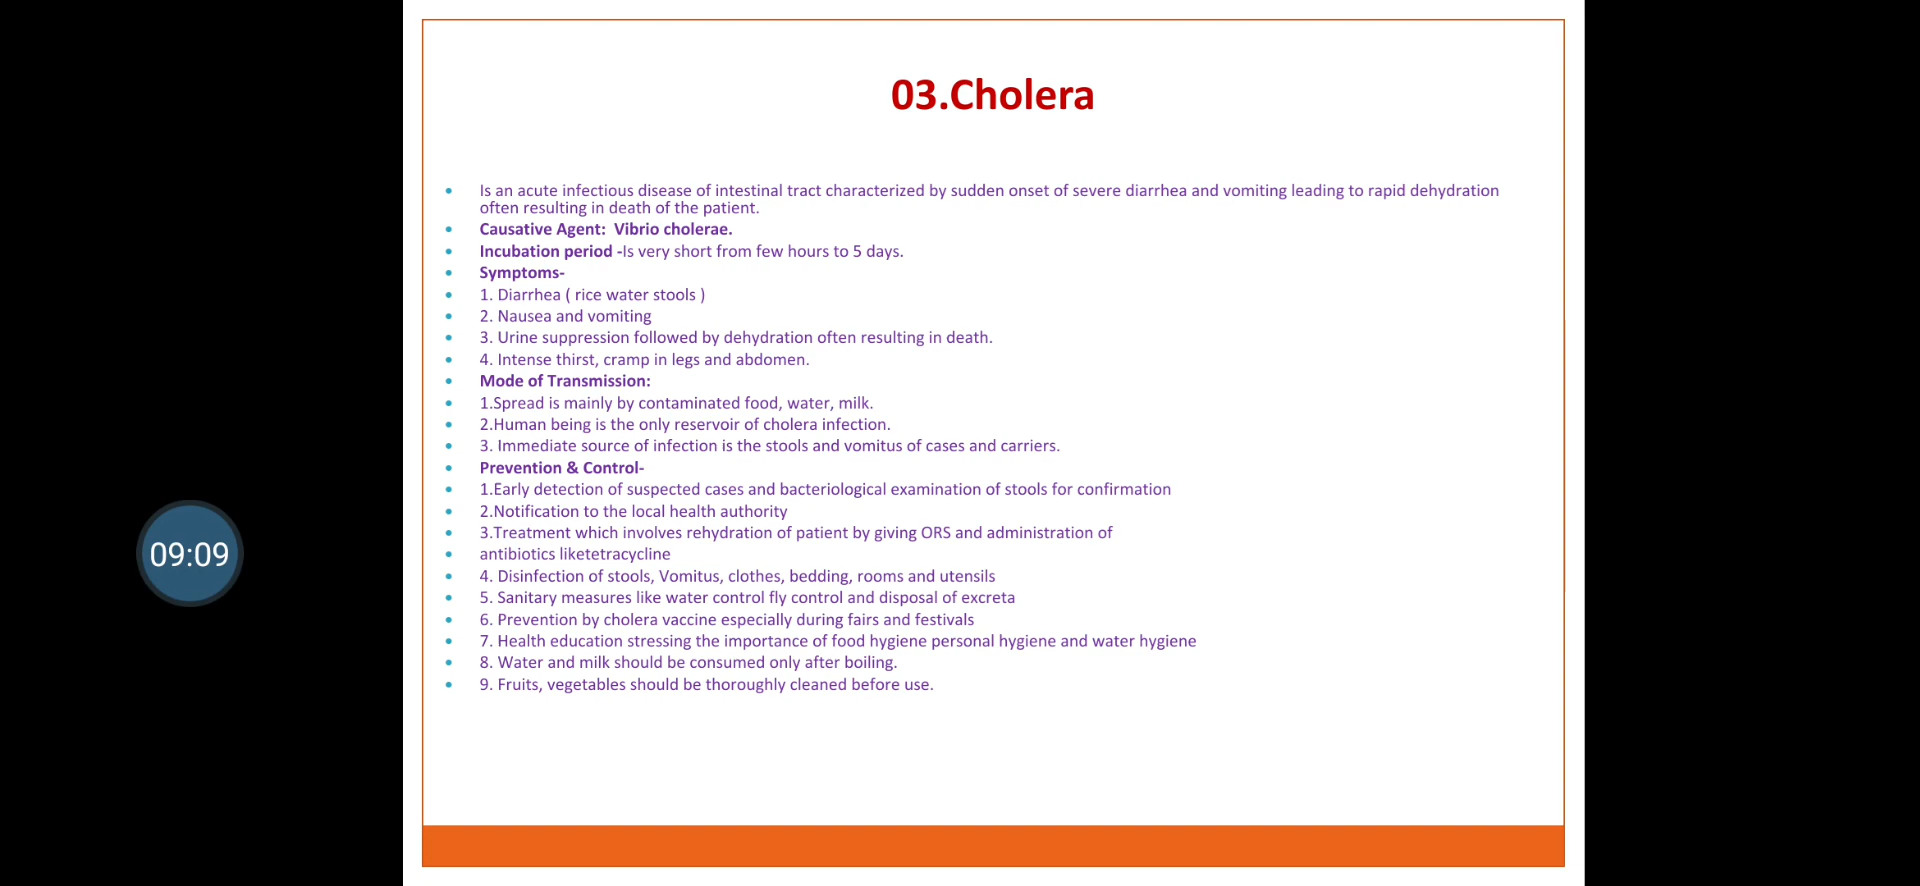 03.Cholera
• Is an acute infectious disease of intestinal tract characterized by sudden onset of severe diarrhea and vomiting leading to rapid dehydration
often resulting in death of the patient.
• Causative Agent: Vibrio cholerae.
• Incubation period -Is very short from few hours to 5 days.
• Symptoms-
• 1. Diarrhea ( rice water stools )
• 2. Nausea and vomiting
• 3. Urine suppression followed by dehydration often resulting in death.
• 4. Intense thirst, cramp in legs and abdomen.
• Mode of Transmission:
• 1.Spread is mainly by contaminated food, water, milk.
• 2.Human being is the only reservoir of cholera infection.
• 3. Immediate source of infection is the stools and vomitus of cases and carriers.
• Prevention & Control-
• 1.Early detection of suspected cases and bacteriological examination of stools for confirmation
• 2.Notification to the local health authority
• 3.Treatment which involves rehydration of patient by giving ORS and administration of
• antibiotics liketetracycline
• 4. Disinfection of stools, Vomitus, clothes, bedding, rooms and utensils
• 5. Sanitary measures like water control fly control and disposal of excreta
• 6. Prevention by cholera vaccine especially during fairs and festivals
• 7. Health education stressing the importance of food hygiene personal hygiene and water hygiene
• 8. Water and milk should be consumed only after boiling.
• 9. Fruits, vegetables should be thoroughly cleaned before use.
09:09